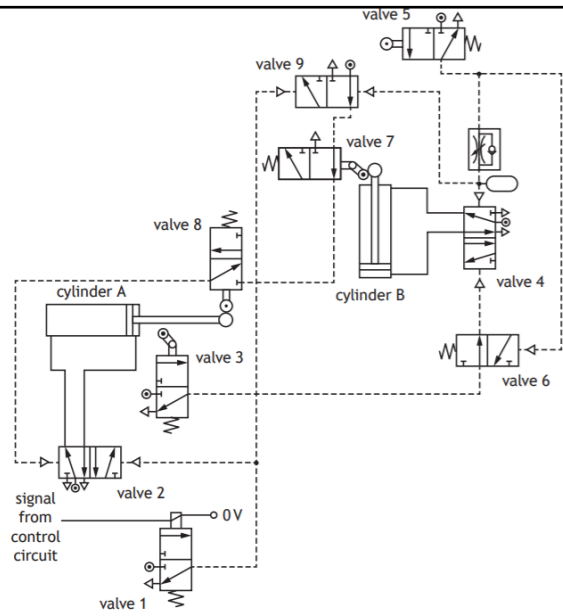 valve 5
valve 9
valve 7
valve 8
cylinder A
cylinder B
valve 4
valve 3
valve 6
valve 2
signal
from
control
circuit
0 V
valve 1